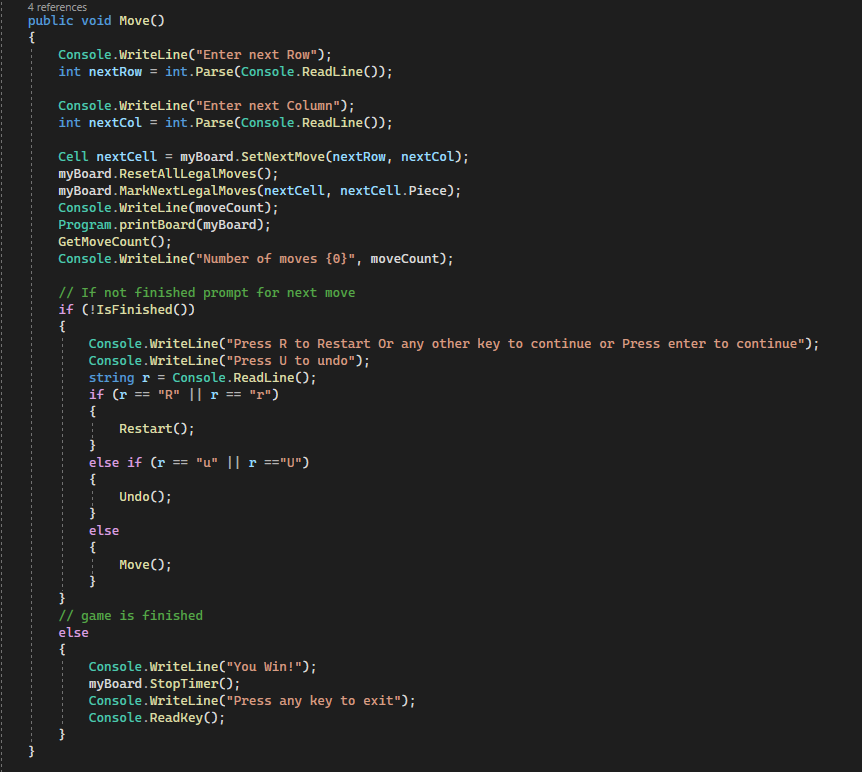 4 references
public void Move()
{
    Console.WriteLine("Enter next Row");
    int nextRow = int.Parse(Console.ReadLine());

    Console.WriteLine("Enter next Column");
    int nextCol = int.Parse(Console.ReadLine());

    Cell nextCell = myBoard.SetNextMove(nextRow, nextCol);
    myBoard.ResetAllLegalMoves();
    myBoard.MarkNextLegalMoves(nextCell, nextCell.Piece);
    Console.WriteLine(moveCount);
    Program.printBoard(myBoard);
    GetMoveCount();
    Console.WriteLine("Number of moves {0}", moveCount);

    // If not finished prompt for next move
    if (!IsFinished())
    {
        Console.WriteLine("Press R to Restart Or any other key to continue or Press enter to continue");
        Console.WriteLine("Press U to undo");
        string r = Console.ReadLine();
        if (r == "R" || r == "r")
        {
            Restart();
        }
        else if (r == "u" || r =="U")
        {
            Undo();
        }
        else
        {
            Move();
        }
    }
    // game is finished
    else
    {
        Console.WriteLine("You Win!");
        myBoard.StopTimer();
        Console.WriteLine("Press any key to exit");
        Console.ReadKey();
    }
}